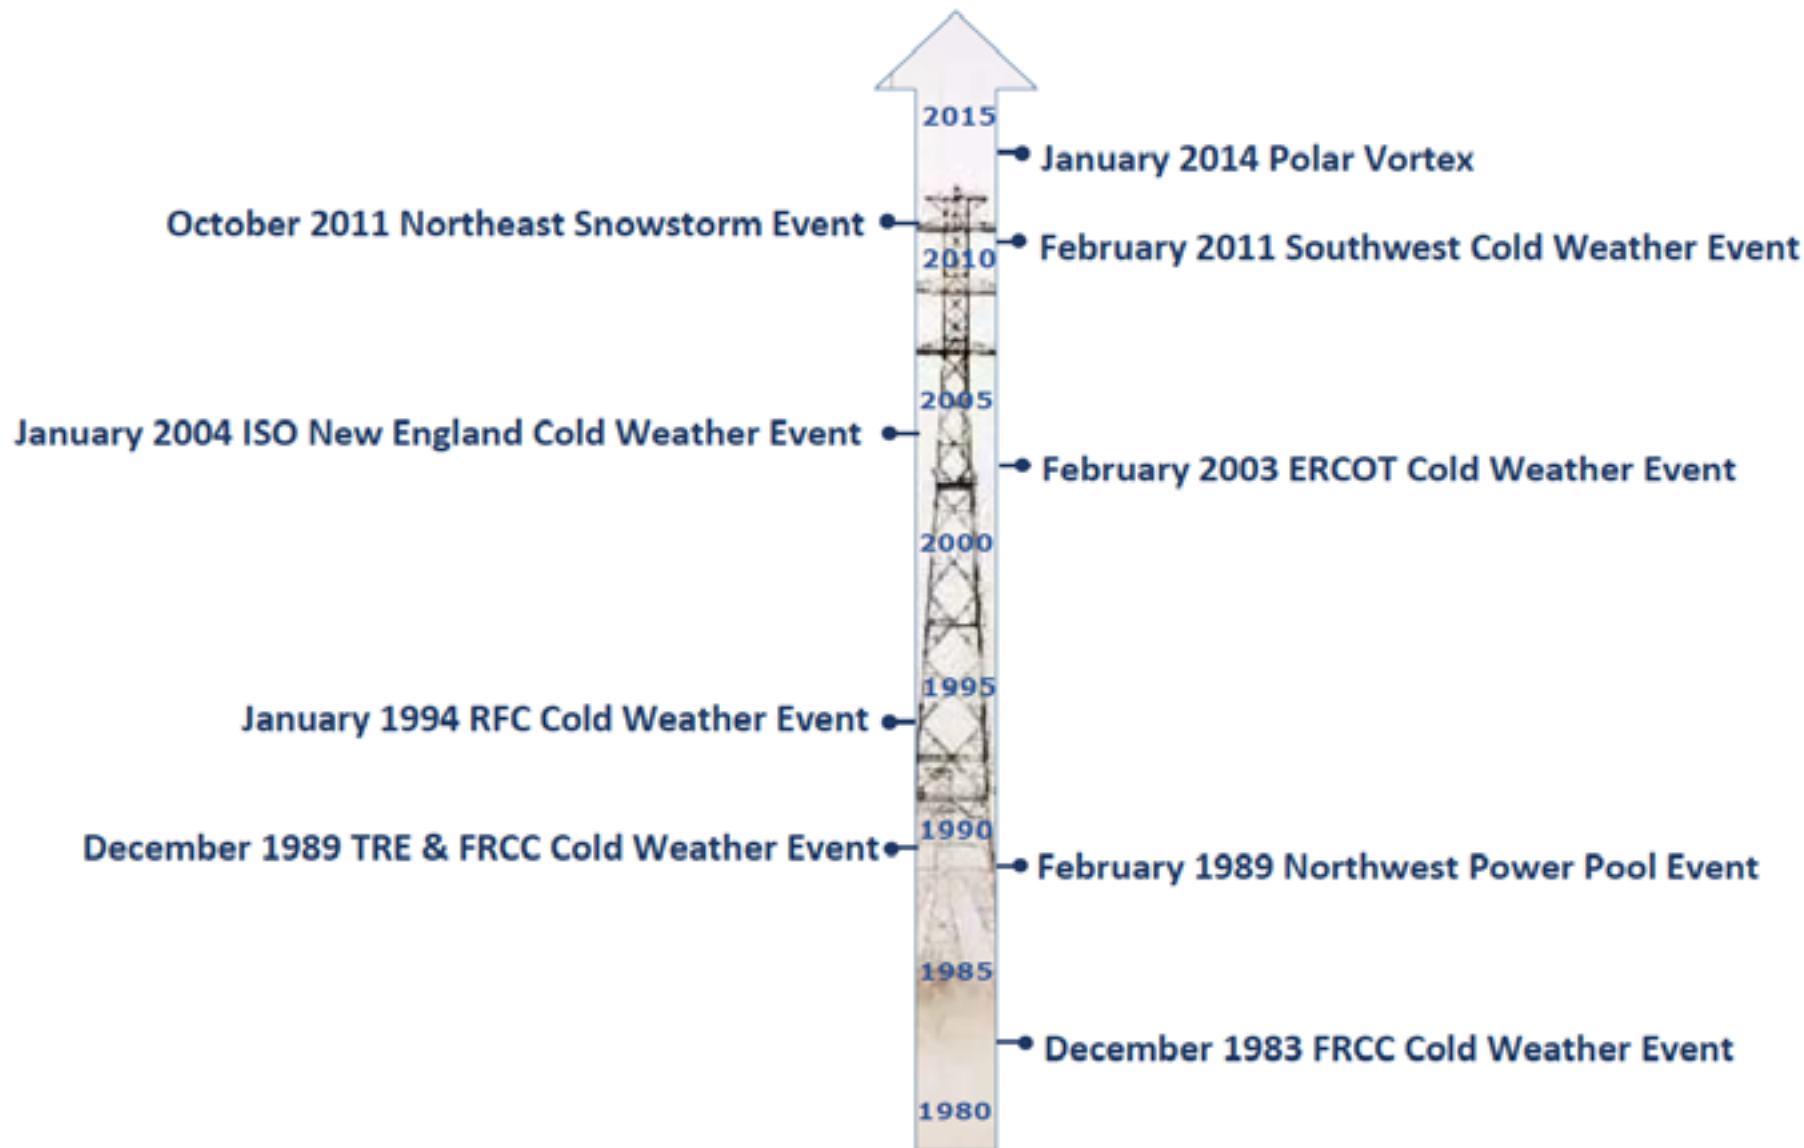 2015
January 2014 Polar Vortex
October 2011 Northeast Snowstorm Event
February 2011 Southwest Cold Weather Event
2010
2005
January 2004 ISO New England Cold Weather Event
February 2003 ERCOT Cold Weather Event
2000
1995
January 1994 RFC Cold Weather Event
1990
December 1989 TRE & FRCC Cold Weather Event
February 1989 Northwest Power Pool Event
1985
December 1983 FRCC Cold Weather Event
1980